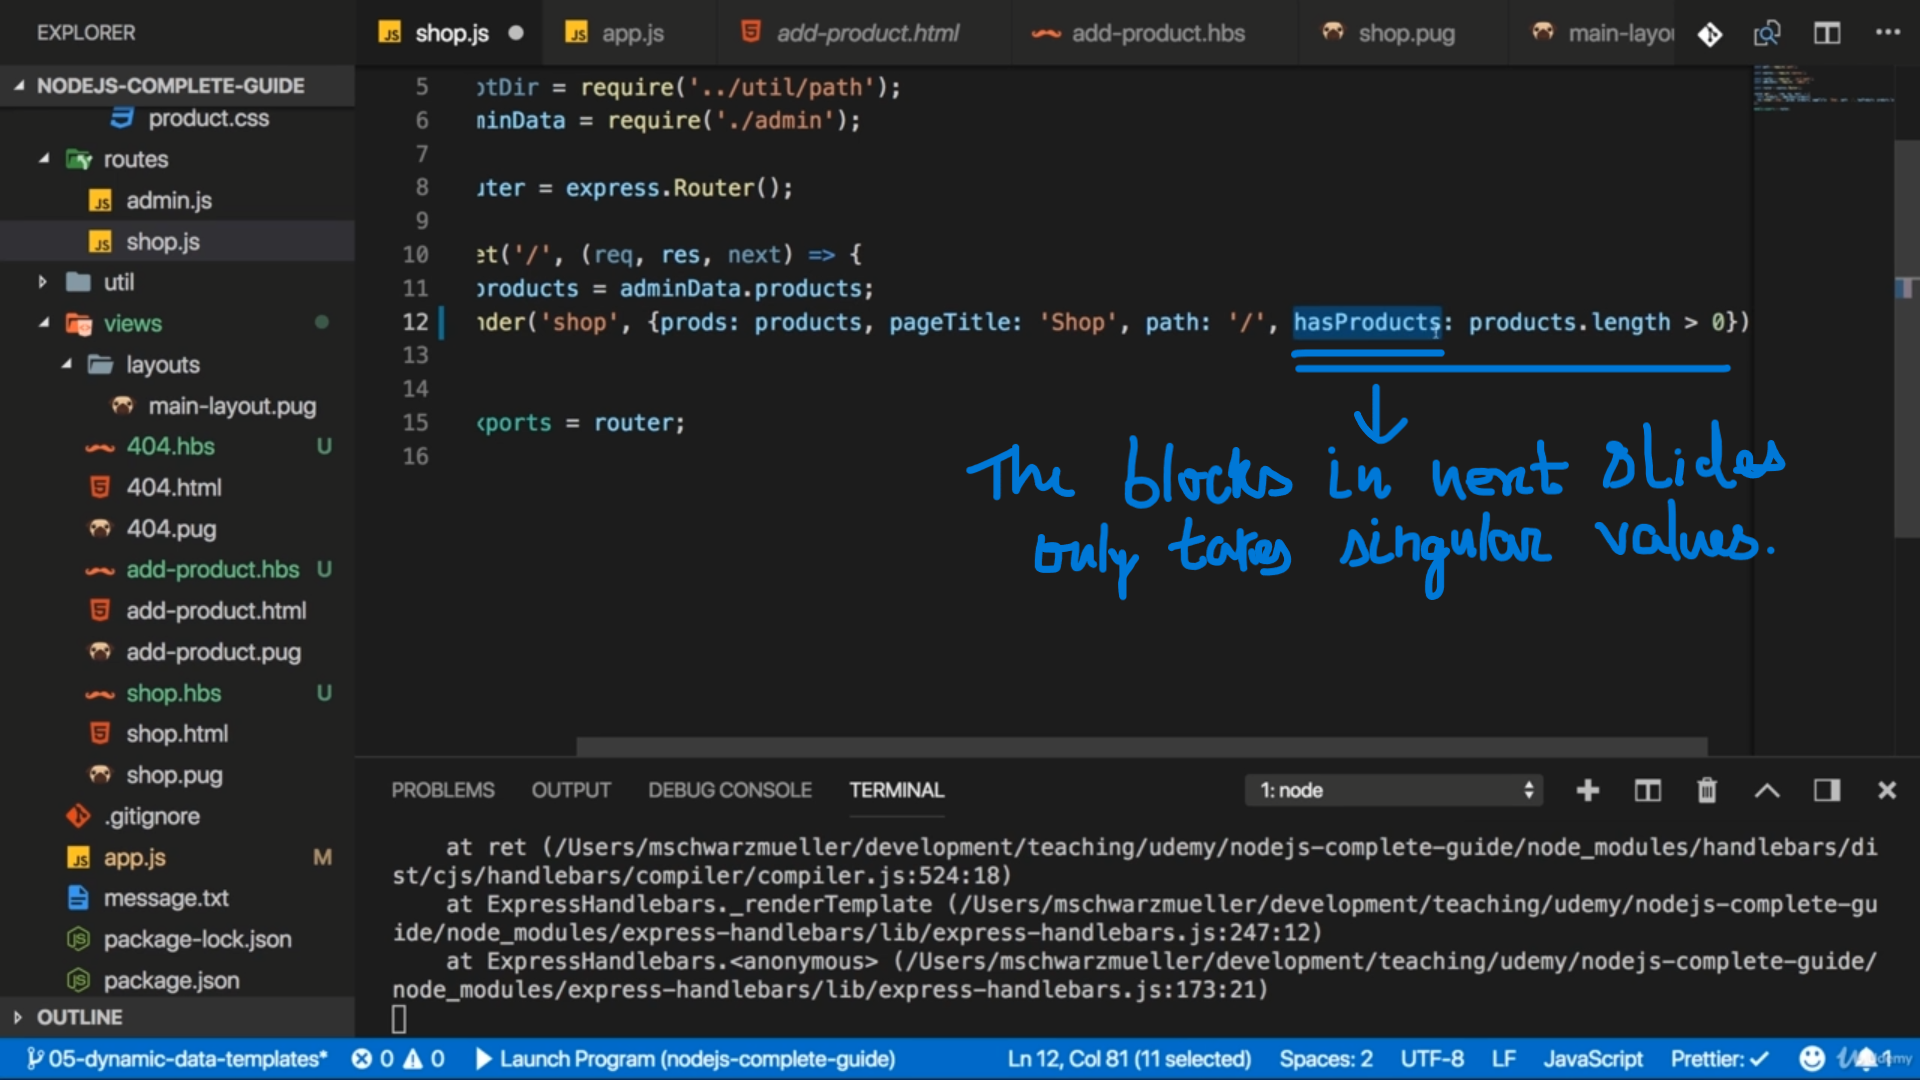 EXPLORER
NODEJS-COMPLETE-GUIDE
product.css
routes
admin.js
shop.js
util
views
layouts
main-layout.pug
404.hbs U
404.html
404.pug
add-product.hbs U
add-product.html
add-product.pug
shop.hbs U
shop.html
shop.pug
.gitignore
app.js M
message.txt
package-lock.json
package.json
OUTLINE
shop.js app.js add-product.html add-product.hbs shop.pug main-layou
5 otDir = require('../util/path');
6 minData = require('./admin');
7
8 uter = express.Router();
9
10 et('/', (req, res, next) => {
11 products = adminData.products;
12 nder('shop', {prods: products, pageTitle: 'Shop', path: '/', hasProducts: products.length > 0})
13
14
15 xports = router;
16
The blocks in next slides
only takes singular values.
PROBLEMS OUTPUT DEBUG CONSOLE TERMINAL 1: node
at ret (/Users/mschwarzmueller/development/teaching/udemy/nodejs-complete-guide/node_modules/handlebars/di
st/cjs/handlebars/compiler/compiler.js:524:18)
at ExpressHandlebars._renderTemplate (/Users/mschwarzmueller/development/teaching/udemy/nodejs-complete-gu
ide/node_modules/express-handlebars/lib/express-handlebars.js:247:12)
at ExpressHandlebars.<anonymous> (/Users/mschwarzmueller/development/teaching/udemy/nodejs-complete-guide/
node_modules/express-handlebars/lib/express-handlebars.js:173:21)
05-dynamic-data-templates* 0 0 Launch Program (nodejs-complete-guide) Ln 12, Col 81 (11 selected) Spaces: 2 UTF-8 LF JavaScript Prettier: ✓ 1